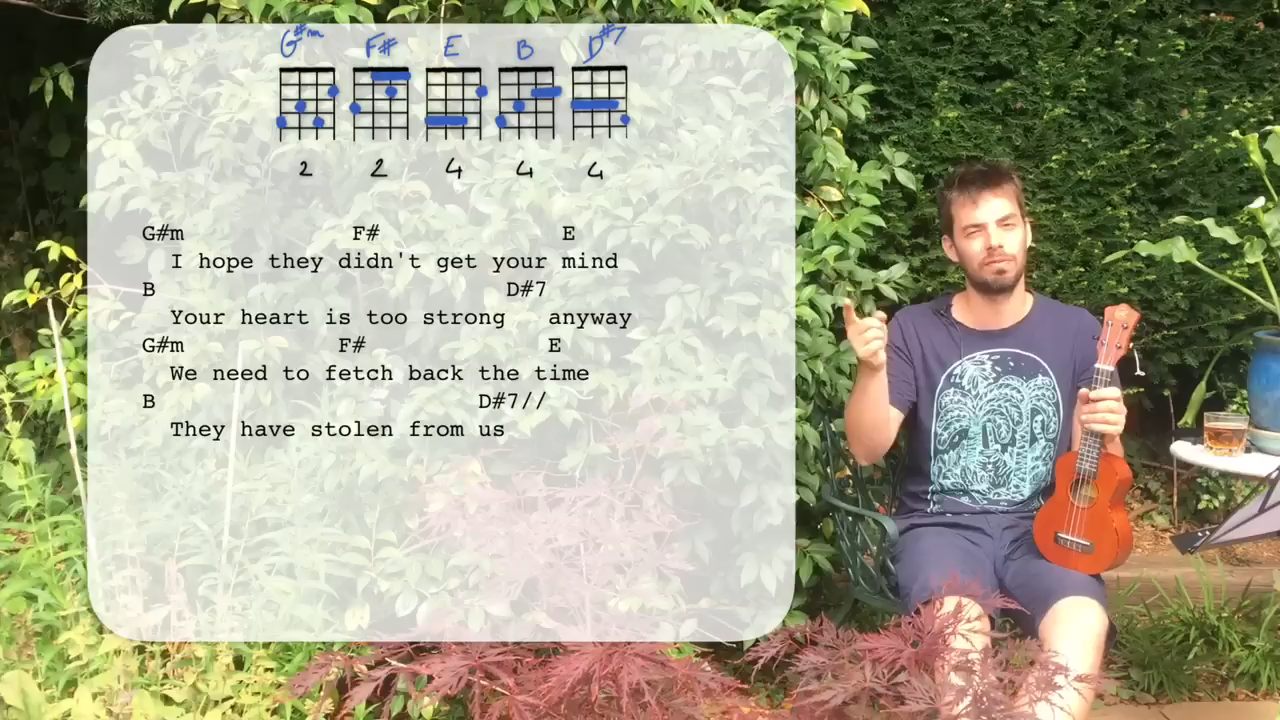 G#m F# E B D#7
2 2 4 4 4
G#m F# E
I hope they didn't get your mind
B D#7
Your heart is too strong anyway
G#m F# E
We need to fetch back the time
B D#7//
They have stolen from us